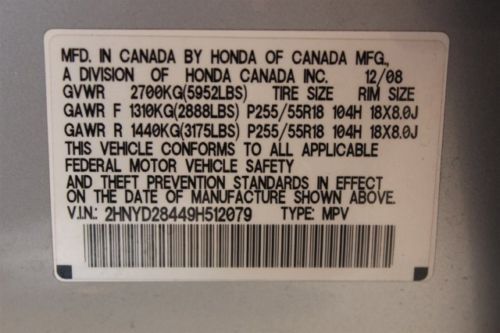 MFD. IN CANADA BY HONDA OF CANADA MFG.,
A DIVISION OF HONDA CANADA INC. 12/08
GVWR 2700KG(5952LBS) TIRE SIZE RIM SIZE
GAWR F 1310KG(2888LBS) P255/55R18 104H 18X8.0J
GAWR R 1440KG(3175LBS) P255/55R18 104H 18X8.0J
THIS VEHICLE CONFORMS TO ALL APPLICABLE
FEDERAL MOTOR VEHICLE SAFETY
AND THEFT PREVENTION STANDARDS IN EFFECT
ON THE DATE OF MANUFACTURE SHOWN ABOVE.
V.I.N.: 2HNYD28449H512079 TYPE: MPV